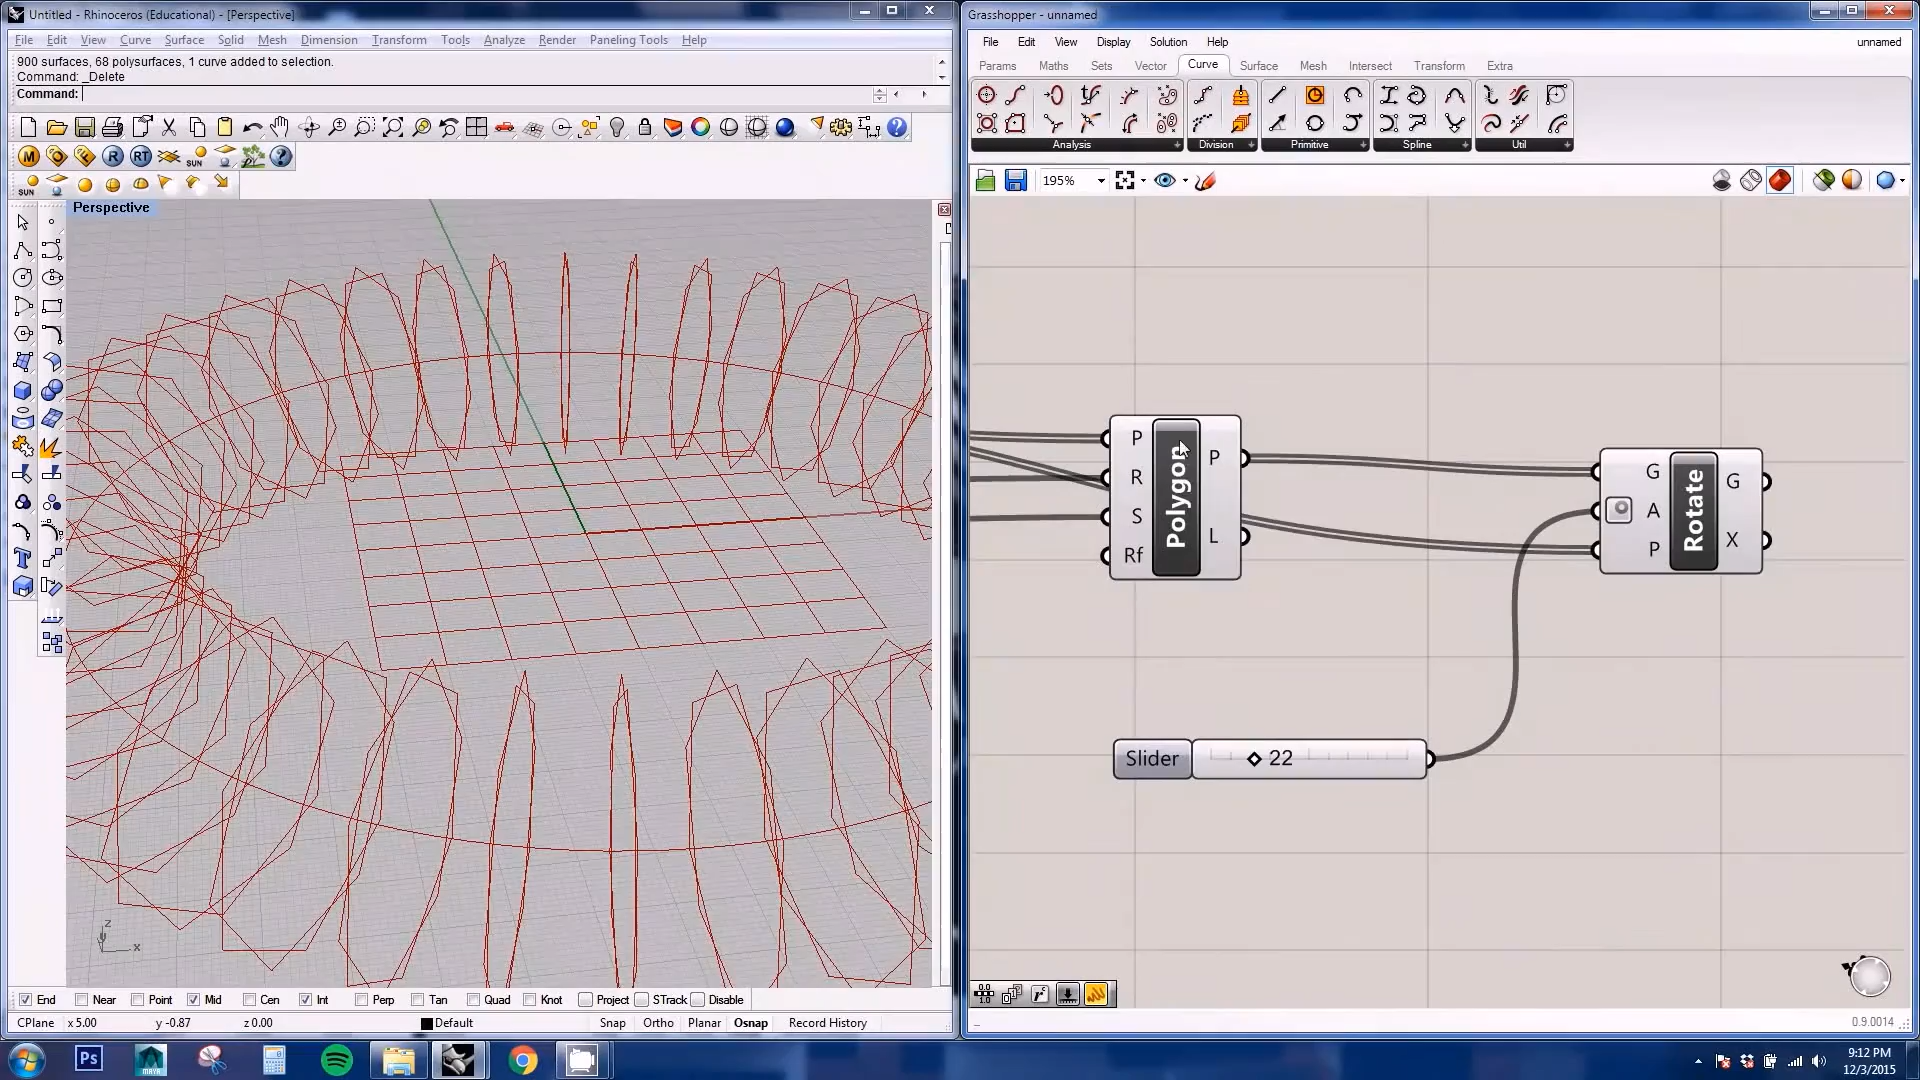 Untitled - Rhinoceros (Educational) - [Perspective]
File Edit View Curve Surface Solid Mesh Dimension Transform Tools Analyze Render Paneling Tools Help
900 surfaces, 68 polysurfaces, 1 curve added to selection.
Command: _Delete
Command:
M
R RT SUN
SUN
Perspective
z
y
x
End Near Point Mid Cen Int Perp Tan Quad Knot Project STrack Disable
CPlane x 5.00 y -0.87 z 0.00 Default Snap Ortho Planar Osnap Record History
Grasshopper - unnamed
File Edit View Display Solution Help unnamed
Params Maths Sets Vector Curve Surface Mesh Intersect Transform Extra
Analysis Division Primitive Spline Util
195%
P
R
S
Rf
Polygon
P
L
G
A
P
Rotate
G
X
Slider 22
0.9.0014
Ps
MAYA
9:12 PM
12/3/2015